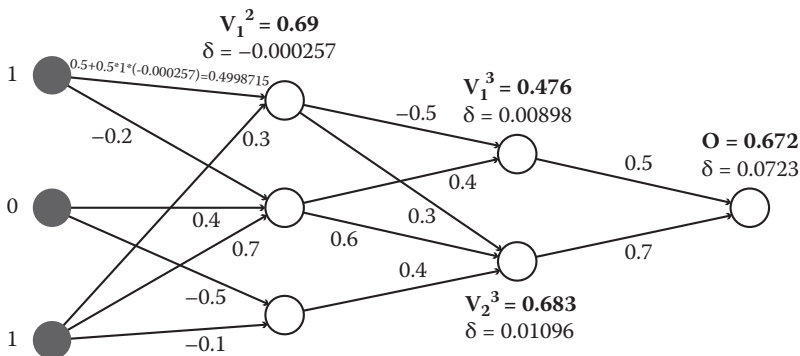 V₁² = 0.69
δ = −0.000257
1
0.5+0.5*1*(-0.000257)=0.4998715
−0.2
0.3
V₁³ = 0.476
δ = 0.00898
−0.5
O = 0.672
δ = 0.0723
0.5
0.4
0
0.4
0.3
0.7
0.6
0.7
0.4
−0.5
V₂³ = 0.683
δ = 0.01096
1
−0.1